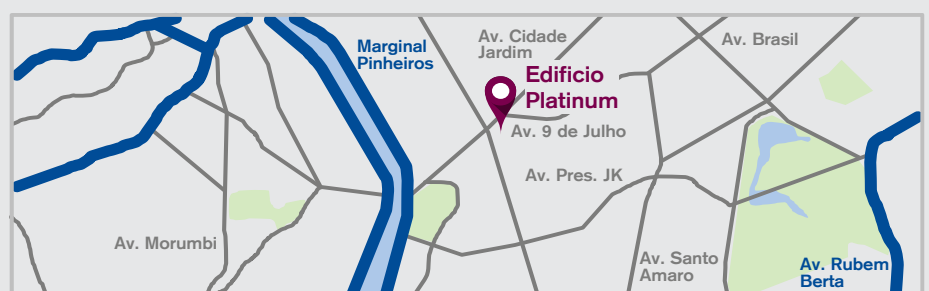 Av. Cidade
Jardim
Marginal
Pinheiros
Av. Brasil
Edificio
Platinum
Av. 9 de Julho
Av. Pres. JK
Av. Morumbi
Av. Santo
Amaro
Av. Rubem
Berta